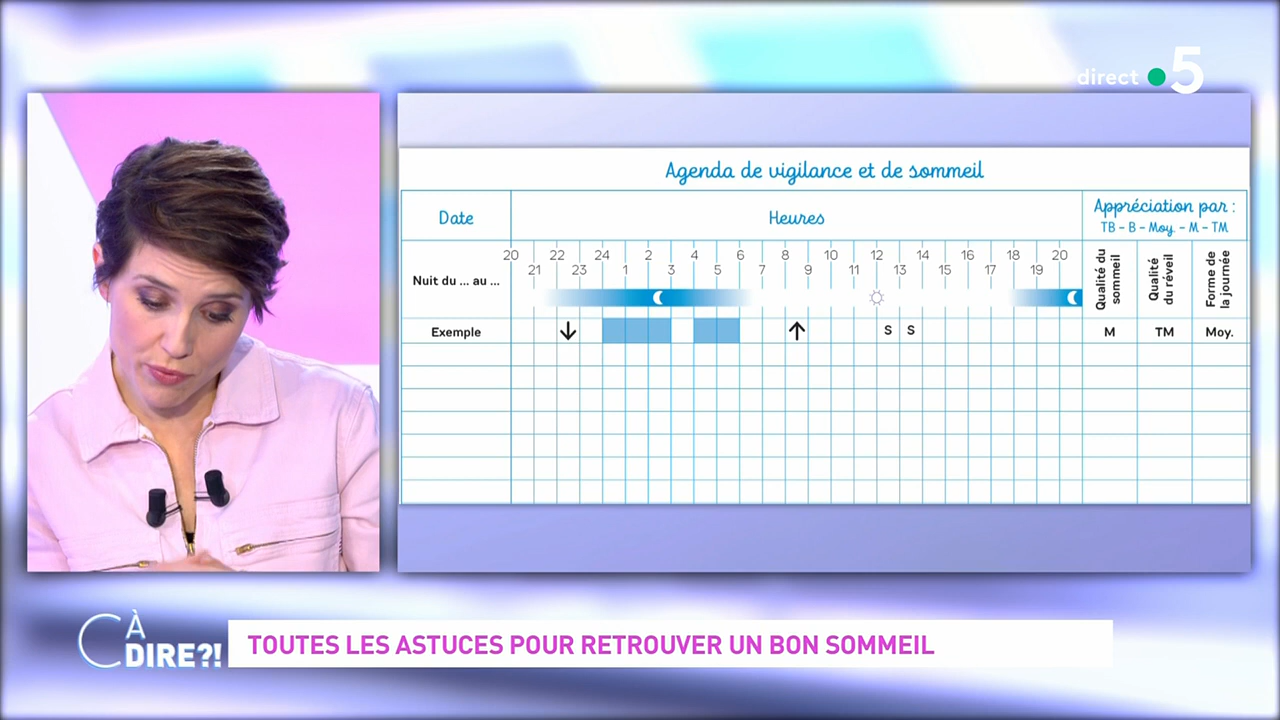 direct 5
Agenda de vigilance et de sommeil
Date
Heures
Appréciation par :
TB - B - Moy. - M - TM
Nuit du ... au ...
20 22 24 2 4 6 8 10 12 14 16 18 20
21 23 1 3 5 7 9 11 13 15 17 19
Qualité du
sommeil
Qualité
du réveil
Forme de
la journée
Exemple
S S
M
TM
Moy.
C À
DIRE?!
TOUTES LES ASTUCES POUR RETROUVER UN BON SOMMEIL